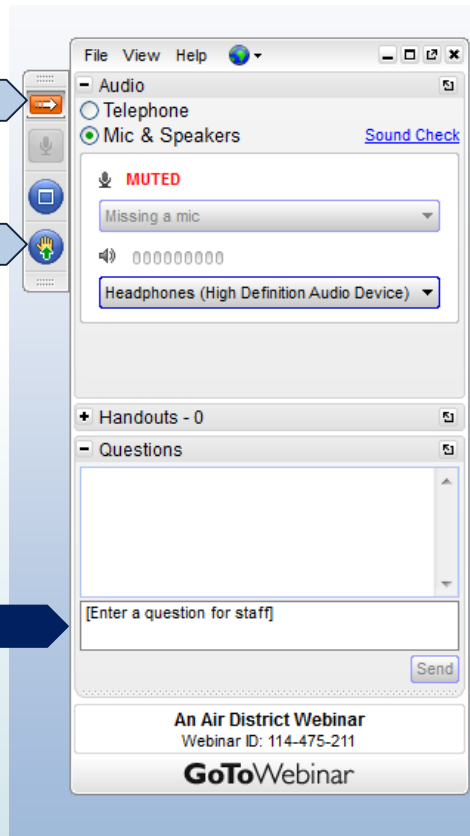 File View Help
Audio
Telephone
Mic & Speakers Sound Check
MUTED
Missing a mic
000000000
Headphones (High Definition Audio Device)
Handouts - 0
Questions
[Enter a question for staff]
Send
An Air District Webinar
Webinar ID: 114-475-211
GoToWebinar